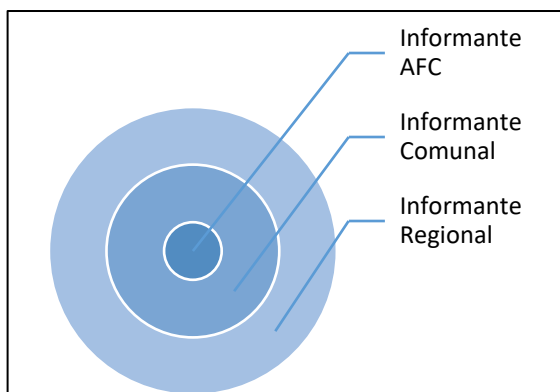 Informante
AFC
Informante
Comunal
Informante
Regional